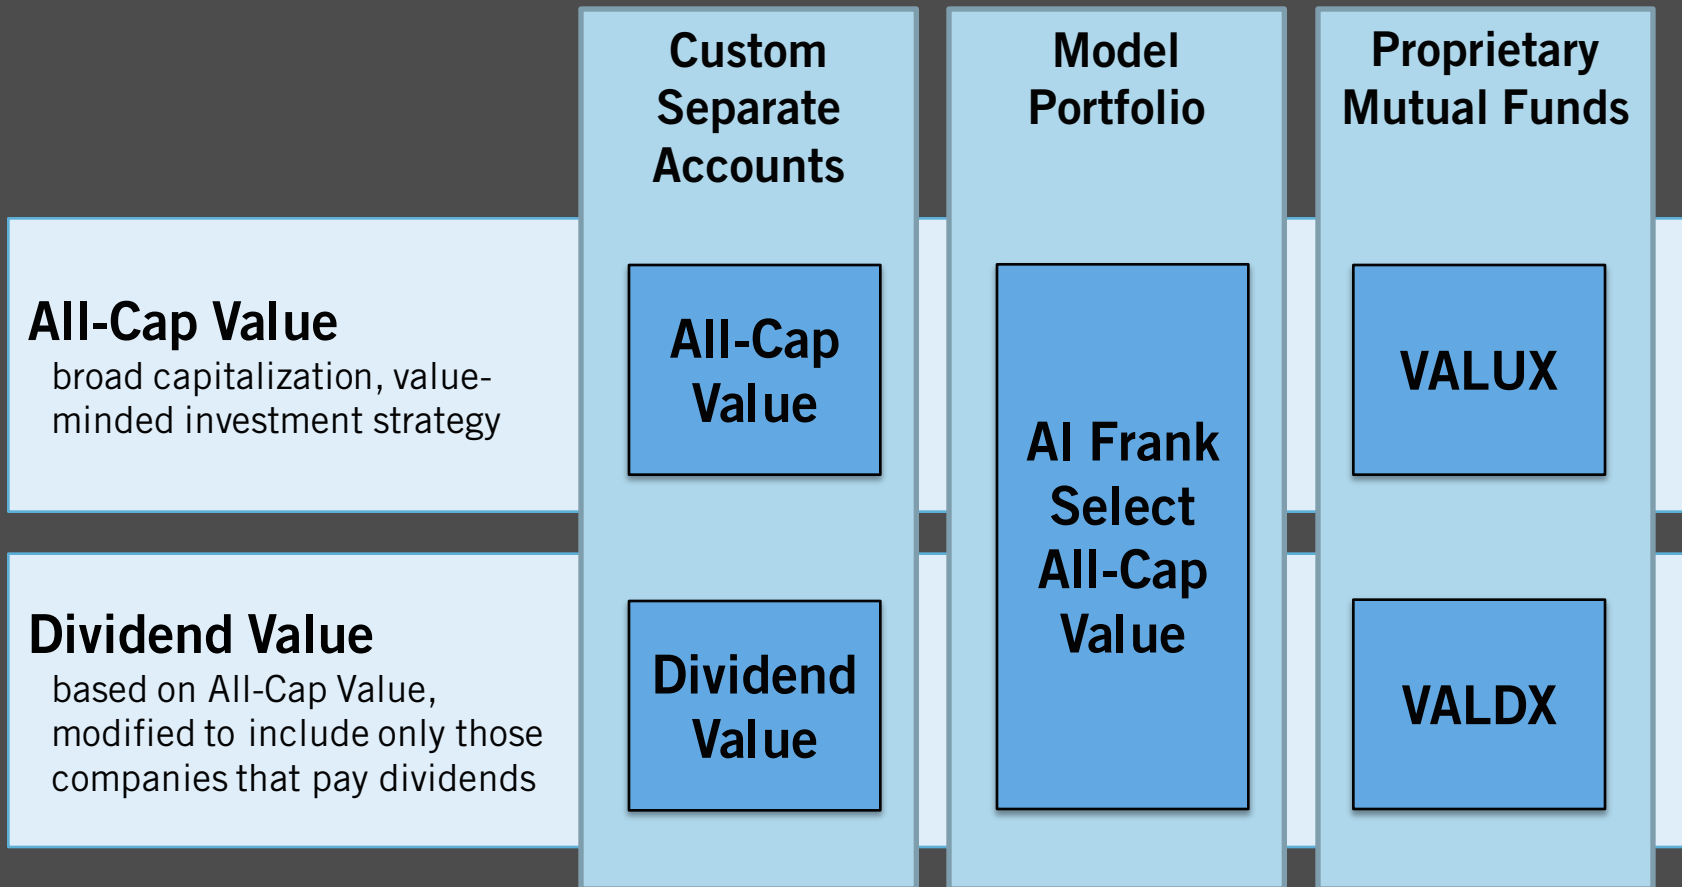 Custom
Separate
Accounts
Model
Portfolio
Proprietary
Mutual Funds
All-Cap Value
broad capitalization, value-
minded investment strategy
All-Cap
Value
Al Frank
Select
All-Cap
Value
VALUX
Dividend Value
based on All-Cap Value,
modified to include only those
companies that pay dividends
Dividend
Value
VALDX